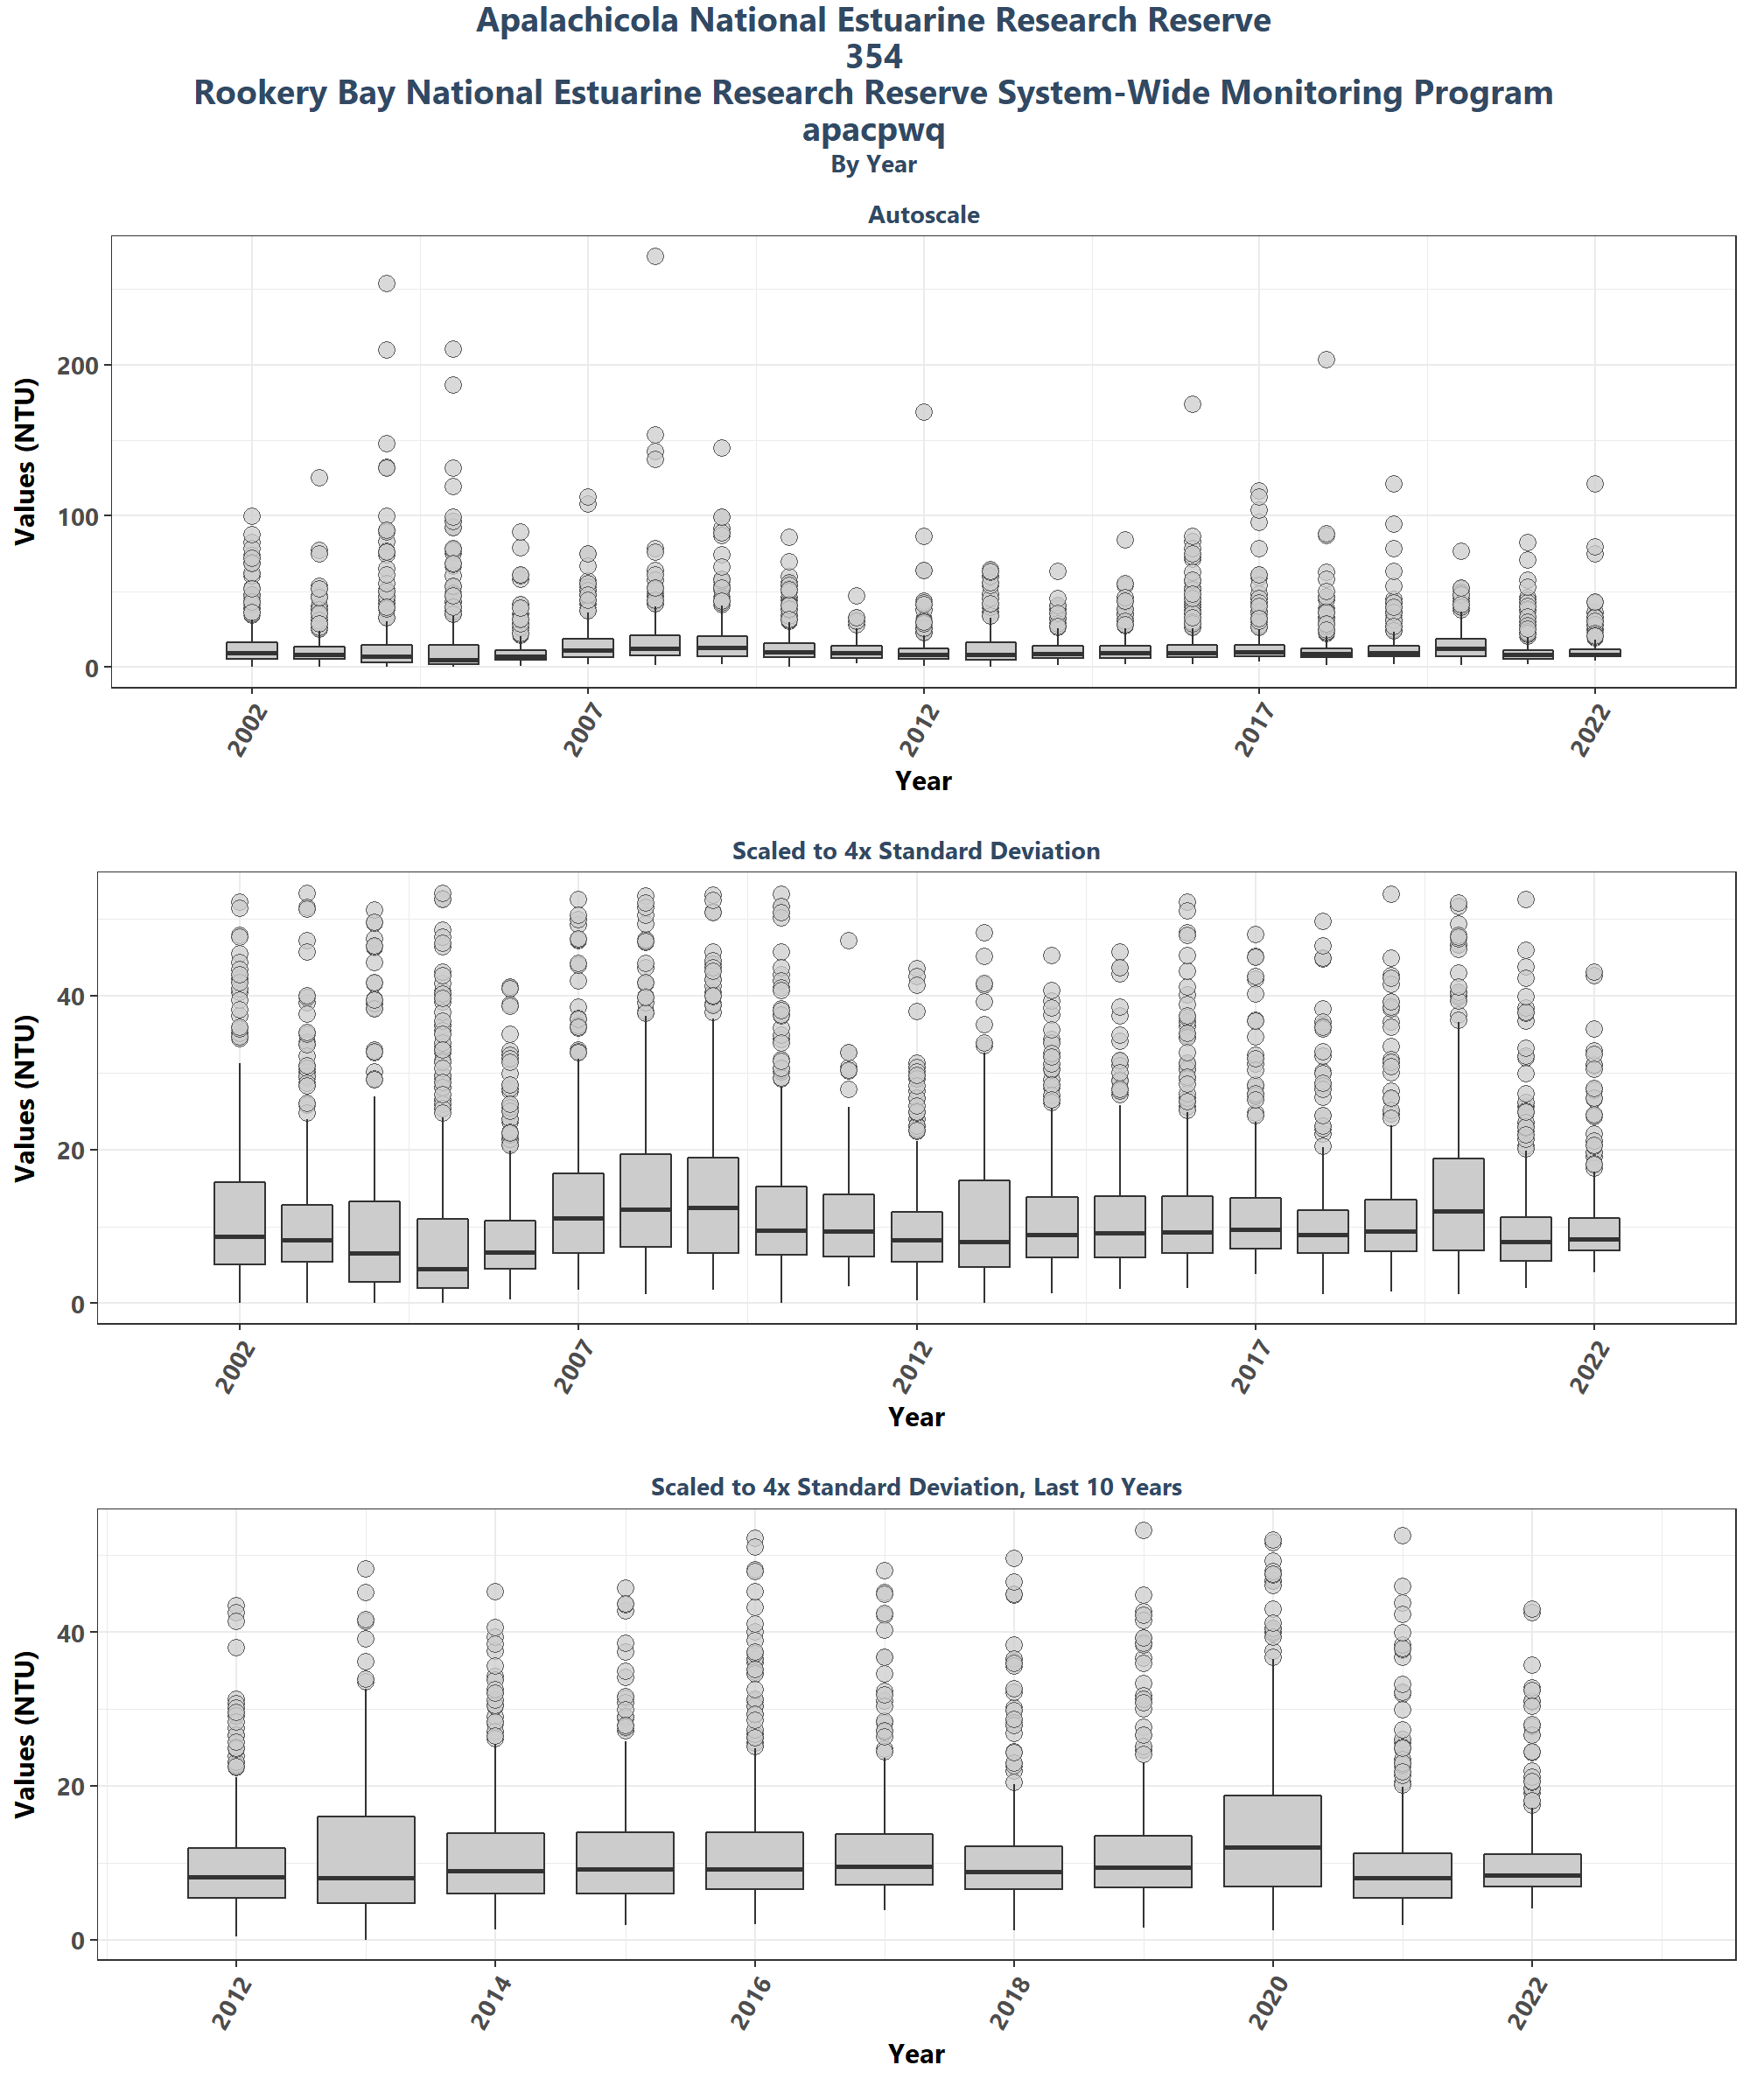 Apalachicola National Estuarine Research Reserve
354
Rookery Bay National Estuarine Research Reserve System-Wide Monitoring Program
apacpwq
By Year
Autoscale
Values (NTU)
200
100
0
2002 2007 2012 2017 2022
Year
Scaled to 4x Standard Deviation
Values (NTU)
40
20
0
2002 2007 2012 2017 2022
Year
Scaled to 4x Standard Deviation, Last 10 Years
Values (NTU)
40
20
0
2012 2014 2016 2018 2020 2022
Year